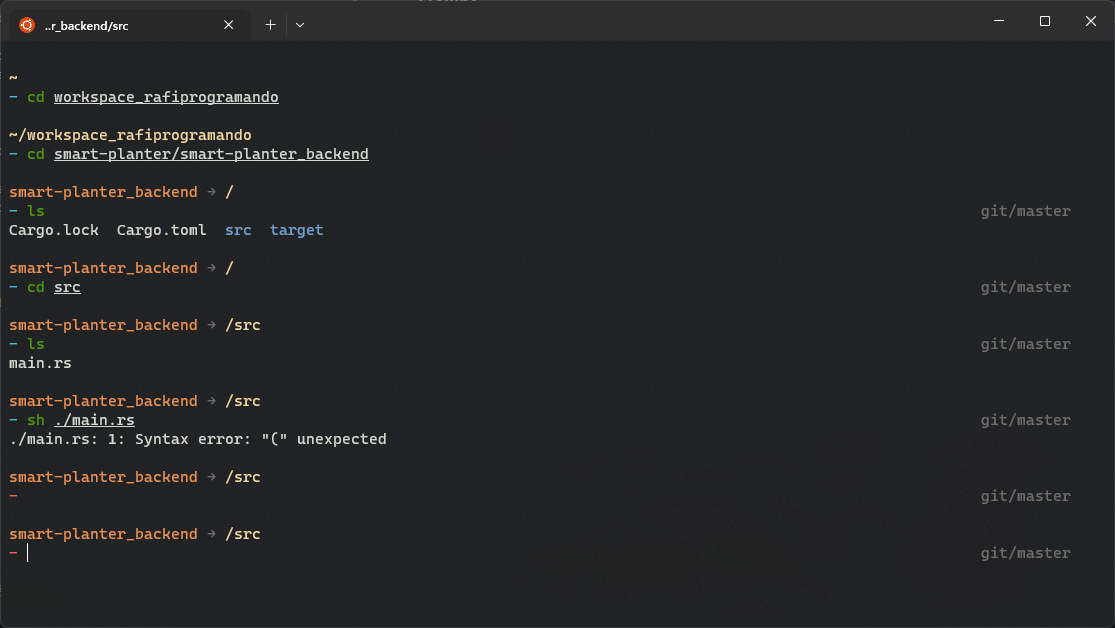 ..r_backend/src
~
- cd workspace_rafiprogramando
~/workspace_rafiprogramando
- cd smart-planter/smart-planter_backend
smart-planter_backend → /
- ls git/master
Cargo.lock Cargo.toml src target
smart-planter_backend → /
- cd src git/master
smart-planter_backend → /src
- ls git/master
main.rs
smart-planter_backend → /src
- sh ./main.rs git/master
./main.rs: 1: Syntax error: "(" unexpected
smart-planter_backend → /src
- git/master
smart-planter_backend → /src
- git/master